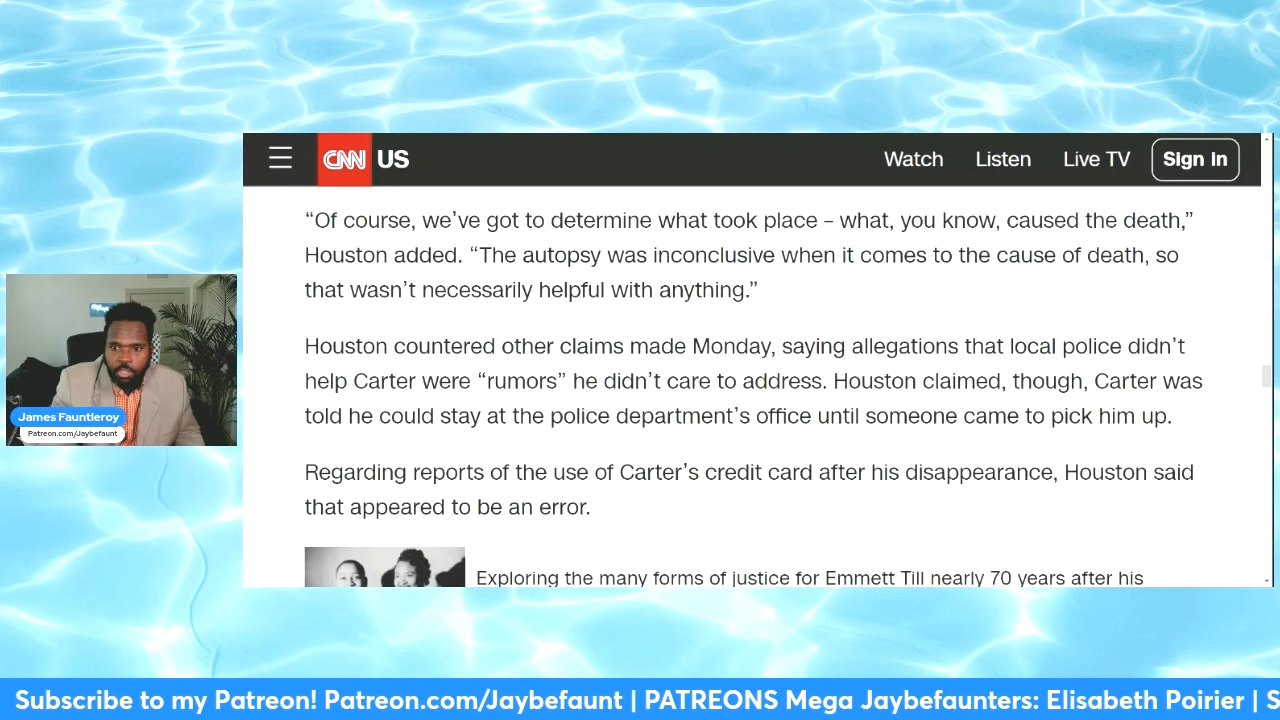 CNN US
Watch Listen Live TV Sign in
“Of course, we’ve got to determine what took place – what, you know, caused the death,”
Houston added. “The autopsy was inconclusive when it comes to the cause of death, so
that wasn’t necessarily helpful with anything.”
Houston countered other claims made Monday, saying allegations that local police didn’t
help Carter were “rumors” he didn’t care to address. Houston claimed, though, Carter was
told he could stay at the police department’s office until someone came to pick him up.
Regarding reports of the use of Carter’s credit card after his disappearance, Houston said
that appeared to be an error.
Exploring the many forms of justice for Emmett Till nearly 70 years after his
James Fauntleroy
Patreon.com/Jaybefaunt
Subscribe to my Patreon! Patreon.com/Jaybefaunt | PATREONS Mega Jaybefaunters: Elisabeth Poirier | S